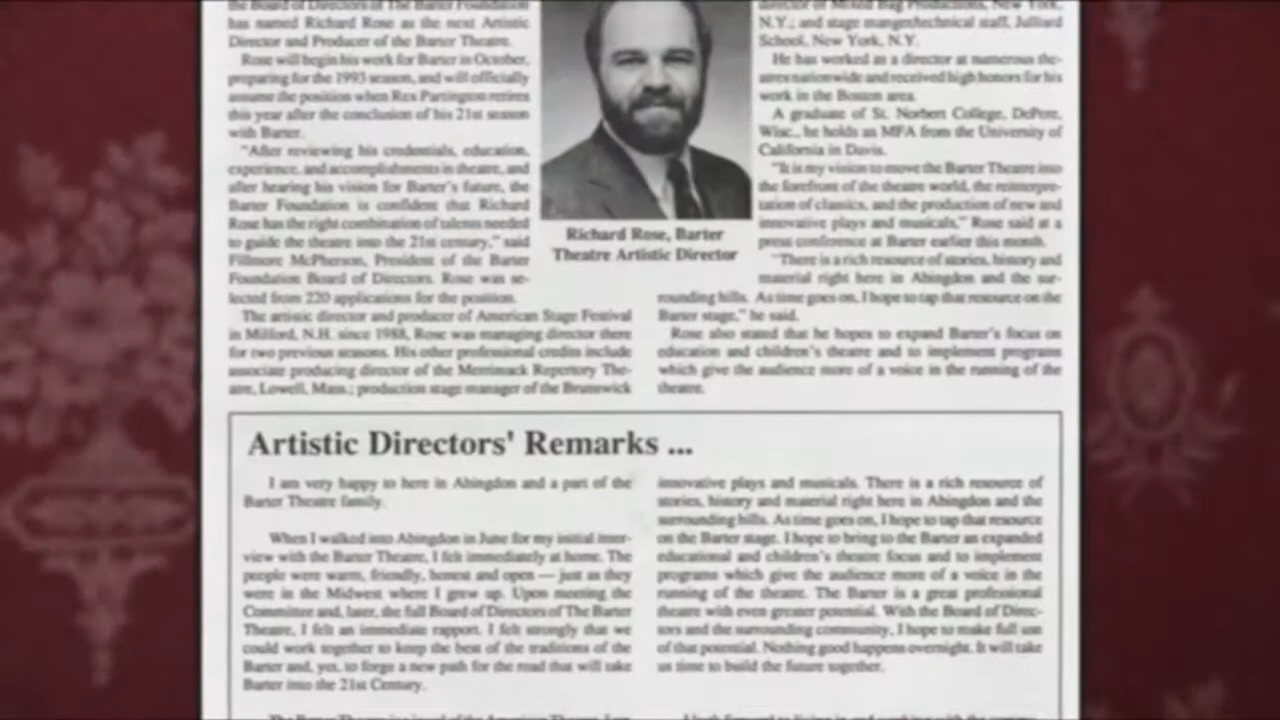 the Board of Directors of The Barter Foundation
has named Richard Rose as the next Artistic
Director and Producer of the Barter Theatre.
Rose will begin his work for Barter in October,
preparing for the 1993 season, and will officially
assume the position when Rex Partington retires
this year after the conclusion of his 21st season
with Barter.
"After reviewing his credentials, education,
experience, and accomplishments in theatre, and
after hearing his vision for Barter's future, the
Barter Foundation is confident that Richard
Rose has the right combination of talents needed
to guide the theatre into the 21st century," said
Fillmore McPherson, President of the Barter
Foundation Board of Directors. Rose was se-
lected from 220 applications for the position.
The artistic director and producer of American Stage Festival
in Milford, N.H. since 1988, Rose was managing director there
for two previous seasons. His other professional credits include
associate producing director of the Merrimack Repertory The-
atre, Lowell, Mass.; production stage manager of the Brunswick
Richard Rose, Barter
Theatre Artistic Director
director of Mixed Bag Productions, New York,
N.Y.; and stage manger/technical staff, Julliard
School, New York, N.Y.
He has worked as a director at numerous the-
atres nationwide and received high honors for his
work in the Boston area.
A graduate of St. Norbert College, DePere,
Wisc., he holds an MFA from the University of
California in Davis.
"It is my vision to move the Barter Theatre into
the forefront of the theatre world, the reinterpre-
tation of classics, and the production of new and
innovative plays and musicals," Rose said at a
press conference at Barter earlier this month.
"There is a rich resource of stories, history and
material right here in Abingdon and the sur-
rounding hills. As time goes on, I hope to tap that resource on the
Barter stage," he said.
Rose also stated that he hopes to expand Barter's focus on
education and children's theatre and to implement programs
which give the audience more of a voice in the running of the
theatre.
Artistic Directors' Remarks ...
I am very happy to here in Abingdon and a part of the
Barter Theatre family.
When I walked into Abingdon in June for my initial inter-
view with the Barter Theatre, I felt immediately at home. The
people were warm, friendly, honest and open — just as they
were in the Midwest where I grew up. Upon meeting the
Committee and, later, the full Board of Directors of The Barter
Theatre, I felt an immediate rapport. I felt strongly that we
could work together to keep the best of the traditions of the
Barter and, yes, to forge a new path for the road that will take
Barter into the 21st Century.
innovative plays and musicals. There is a rich resource of
stories, history and material right here in Abingdon and the
surrounding hills. As time goes on, I hope to tap that resource
on the Barter stage. I hope to bring to the Barter an expanded
educational and children's theatre focus and to implement
programs which give the audience more of a voice in the
running of the theatre. The Barter is a great professional
theatre with even greater potential. With the Board of Direc-
tors and the surrounding community, I hope to make full use
of that potential. Nothing good happens overnight. It will take
us time to build the future together.